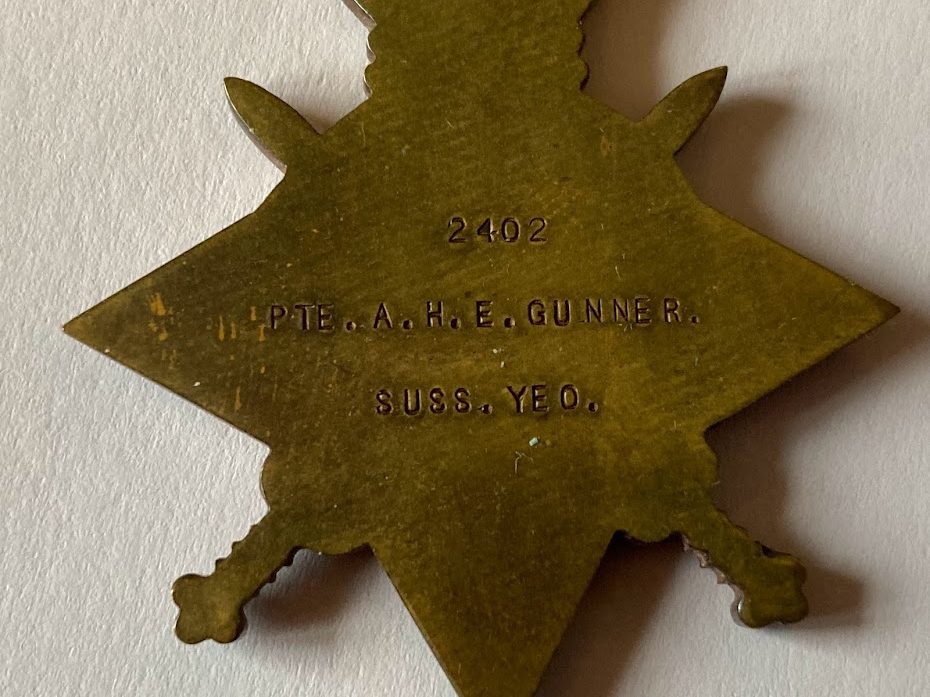 2402
PTE. A. H. E. GUNNER.
SUSS. YEO.